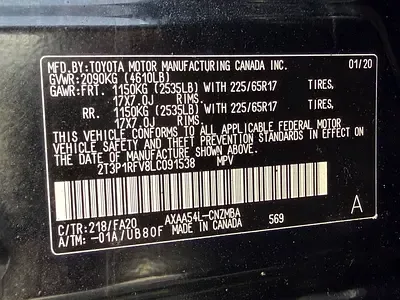 MFD.BY:TOYOTA MOTOR MANUFACTURING CANADA INC. 01/20
GVWR:2090KG (4610LB)
GAWR:FRT. 1150KG (2535LB) WITH 225/65R17 TIRES,
17X7.0J RIMS,
RR. 1150KG (2535LB) WITH 225/65R17 TIRES,
17X7.0J RIMS,
THIS VEHICLE CONFORMS TO ALL APPLICABLE FEDERAL MOTOR
VEHICLE SAFETY AND THEFT PREVENTION STANDARDS IN EFFECT
ON THE DATE OF MANUFACTURE SHOWN ABOVE.
2T3P1RFV8LC091538 MPV
C/TR:218/FA20 AXAA54L-CNZMBA 569 A
A/TM: -01A/UB80F MADE IN CANADA